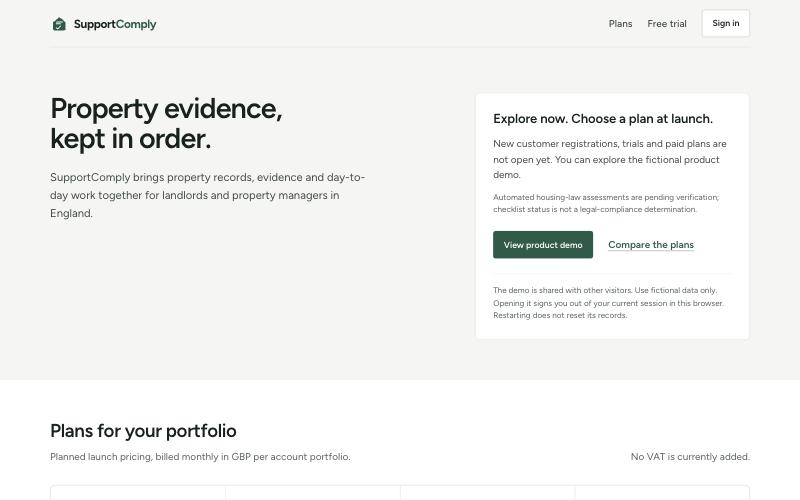 SupportComply
Plans
Free trial
Sign in
Property evidence,
kept in order.
SupportComply brings property records, evidence and day-to-
day work together for landlords and property managers in
England.
Explore now. Choose a plan at launch.
New customer registrations, trials and paid plans are
not open yet. You can explore the fictional product
demo.
Automated housing-law assessments are pending verification;
checklist status is not a legal-compliance determination.
View product demo
Compare the plans
The demo is shared with other visitors. Use fictional data only.
Opening it signs you out of your current session in this browser.
Restarting does not reset its records.
Plans for your portfolio
Planned launch pricing, billed monthly in GBP per account portfolio.
No VAT is currently added.